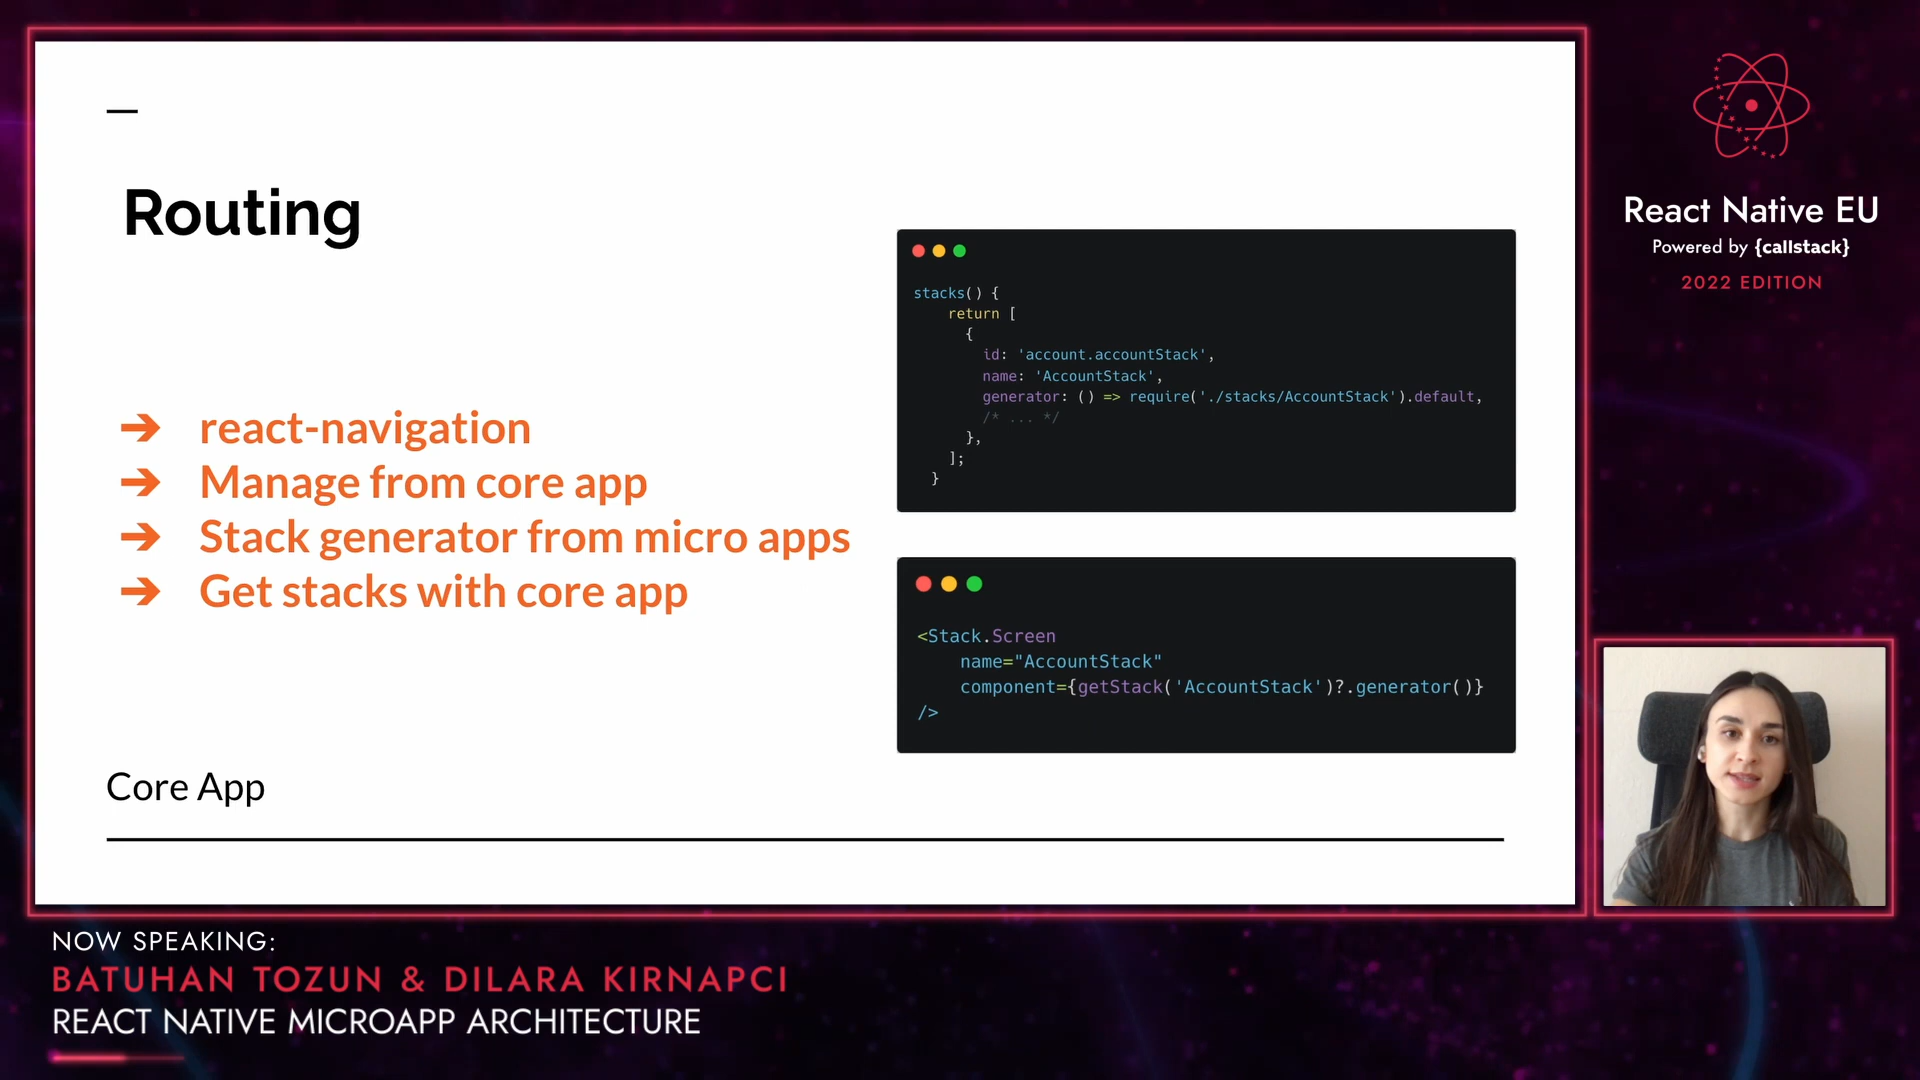 Routing
➔ react-navigation
➔ Manage from core app
➔ Stack generator from micro apps
➔ Get stacks with core app
stacks() {
return [
{
id: 'account.accountStack',
name: 'AccountStack',
generator: () => require('./stacks/AccountStack').default,
/* ... */
},
];
}
<Stack.Screen
name="AccountStack"
component={getStack('AccountStack')?.generator()}
/>
Core App
React Native EU
Powered by {callstack}
2022 EDITION
NOW SPEAKING:
BATUHAN TOZUN & DILARA KIRNAPCI
REACT NATIVE MICROAPP ARCHITECTURE